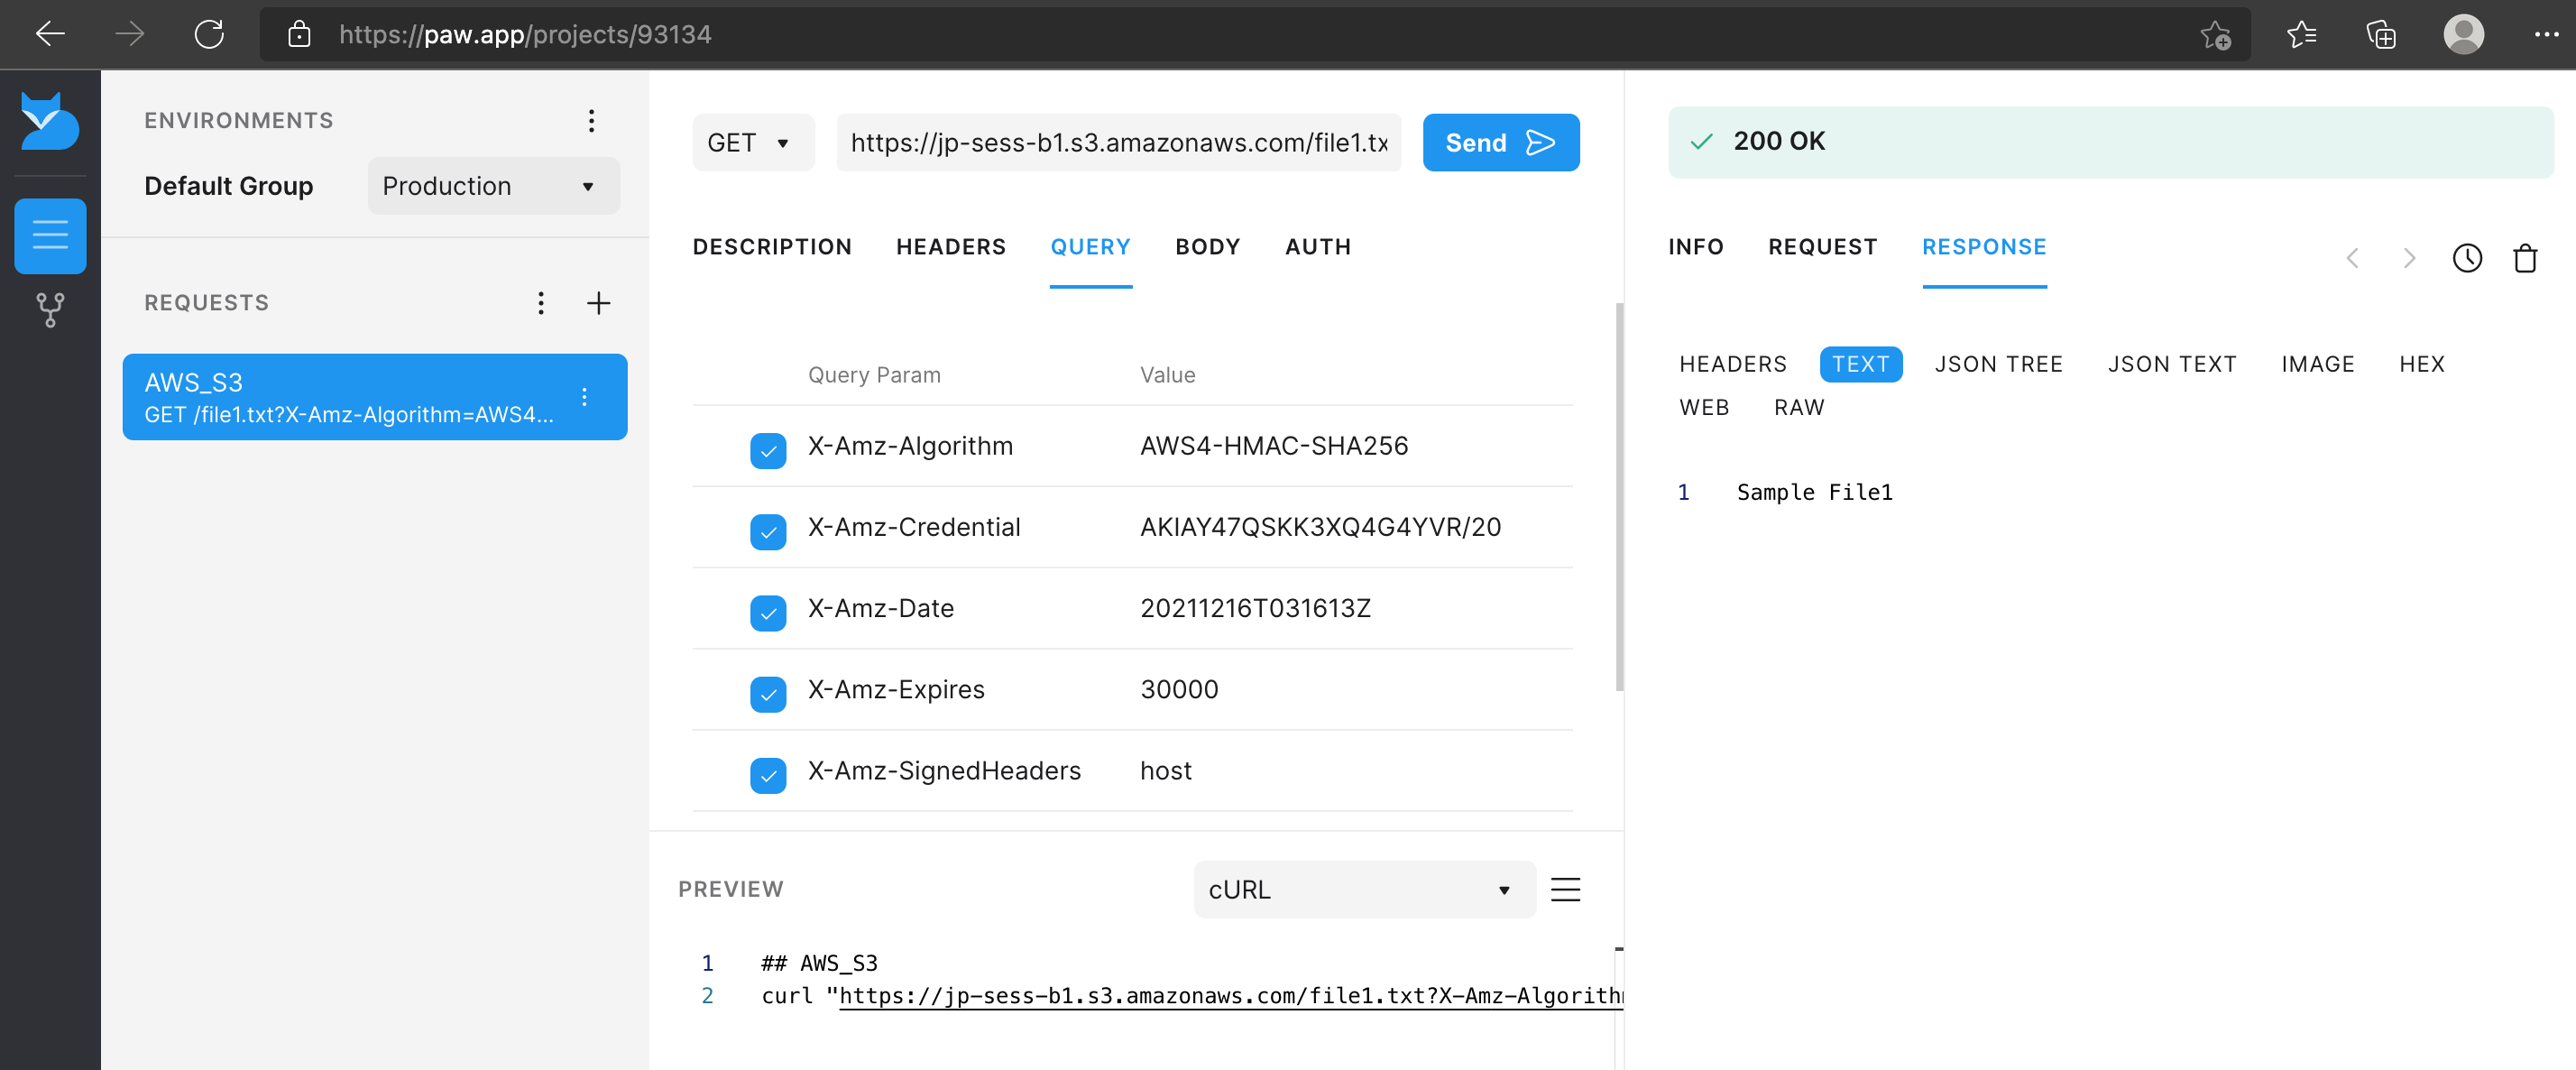 https://paw.app/projects/93134
ENVIRONMENTS
Default Group
Production
REQUESTS
AWS_S3
GET /file1.txt?X-Amz-Algorithm=AWS4...
GET
https://jp-sess-b1.s3.amazonaws.com/file1.tx
Send
DESCRIPTION HEADERS QUERY BODY AUTH
Query Param Value
X-Amz-Algorithm AWS4-HMAC-SHA256
X-Amz-Credential AKIAY47QSKK3XQ4G4YVR/20
X-Amz-Date 20211216T031613Z
X-Amz-Expires 30000
X-Amz-SignedHeaders host
PREVIEW
cURL
1 ## AWS_S3
2 curl "https://jp-sess-b1.s3.amazonaws.com/file1.txt?X-Amz-Algorith
200 OK
INFO REQUEST RESPONSE
HEADERS TEXT JSON TREE JSON TEXT IMAGE HEX
WEB RAW
1 Sample File1